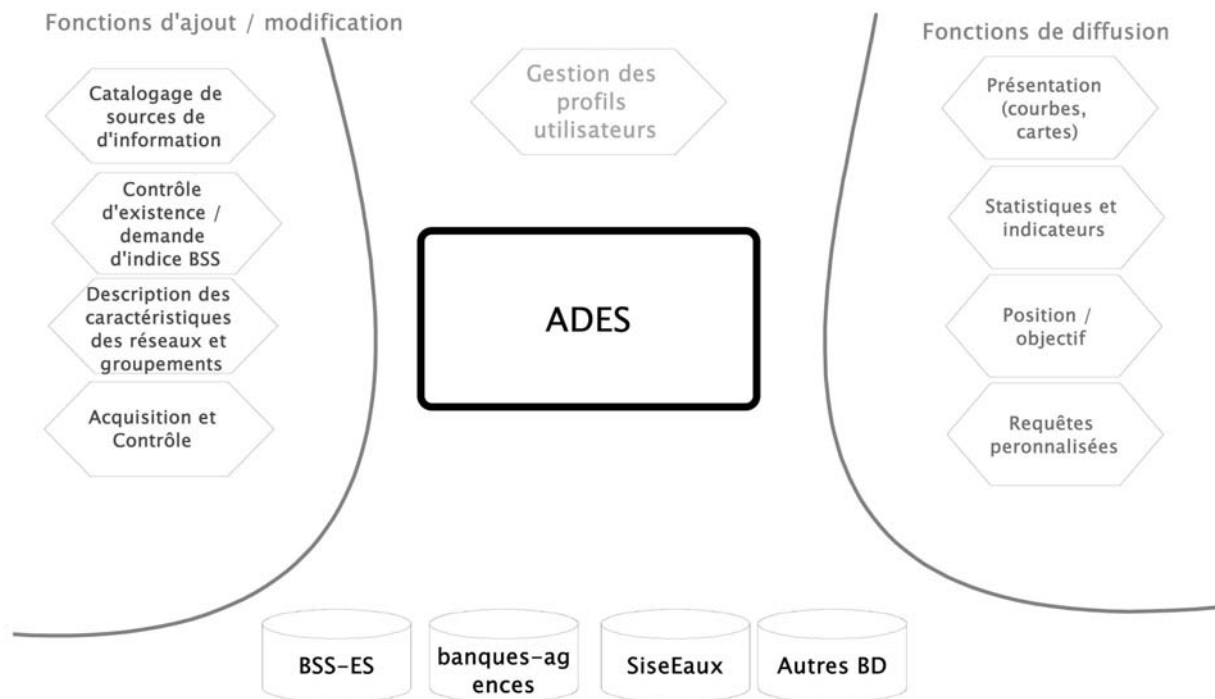 Fonctions d'ajout / modification
Catalogage de
sources de
d'information
Contrôle
d'existence /
demande
d'indice BSS
Description des
caractéristiques
des réseaux et
groupements
Acquisition et
Contrôle
Gestion des
profils
utilisateurs
ADES
Fonctions de diffusion
Présentation
(courbes,
cartes)
Statistiques et
indicateurs
Position /
objectif
Requêtes
peronnalisées
BSS-ES
banques-ag
ences
SiseEaux
Autres BD